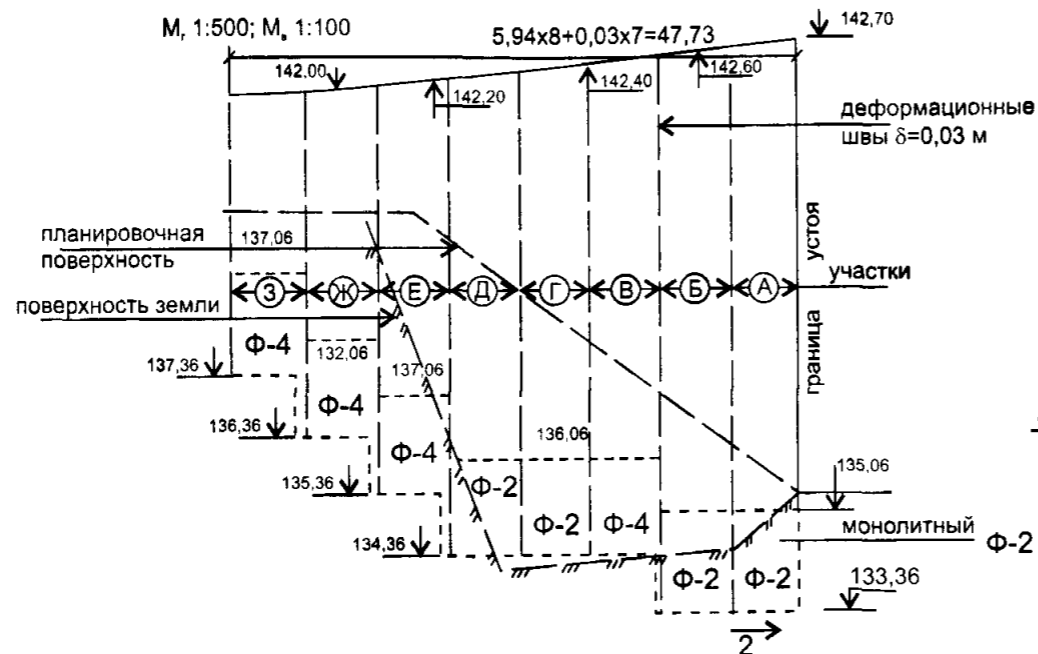 Mг 1:500; Mв 1:100
5,94x8+0,03x7=47,73
142,70
142,00
142,20
142,40
142,60
деформационные
швы δ=0,03 м
планировочная
поверхность
137,06
устоя
участки
З Ж Е Д Г В Б А
поверхность земли
граница
Ф-4
132,06
137,06
137,36
Ф-4
136,36
Ф-4
136,06
135,06
135,36
Ф-2
Ф-2
Ф-4
монолитный
Ф-2
134,36
Ф-2
Ф-2
133,36
2